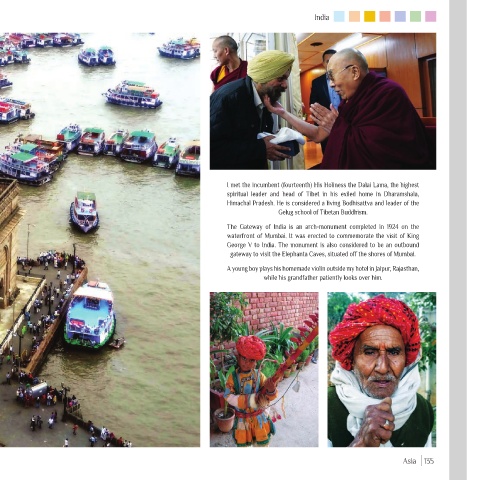 India
I met the incumbent (fourteenth) His Holiness the Dalai Lama, the highest
spiritual leader and head of Tibet in his exiled home in Dharamshala,
Himachal Pradesh. He is considered a living Bodhisattva and leader of the
Gelug school of Tibetan Buddhism.
The Gateway of India is an arch-monument completed in 1924 on the
waterfront of Mumbai. It was erected to commemorate the visit of King
George V to India. The monument is also considered to be an outbound
gateway to visit the Elephanta Caves, situated off the shores of Mumbai.
A young boy plays his homemade violin outside my hotel in Jaipur, Rajasthan,
while his grandfather patiently looks over him.
Asia | 135